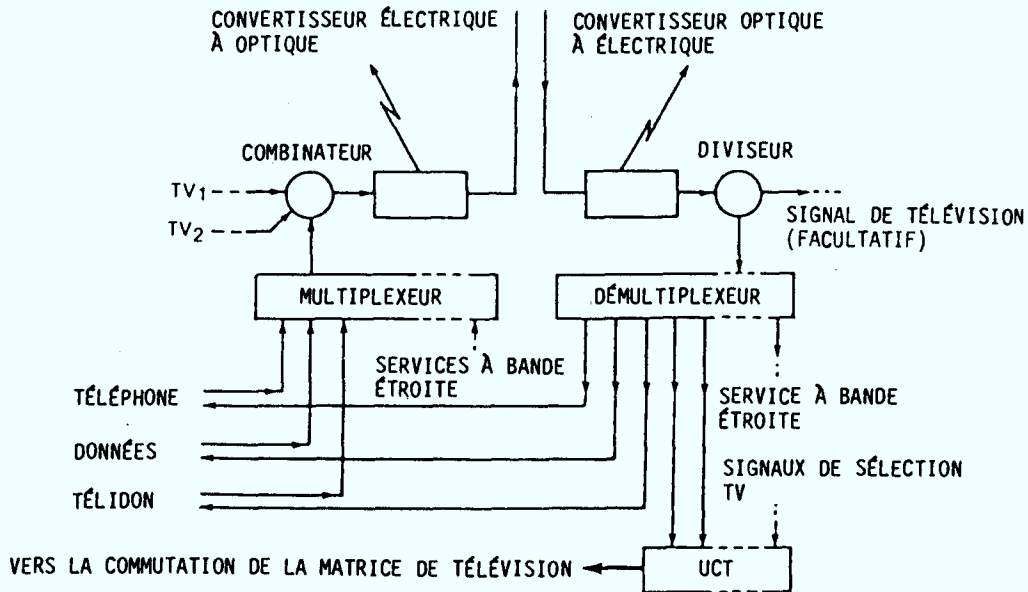 CONVERTISSEUR ÉLECTRIQUE
À OPTIQUE
CONVERTISSEUR OPTIQUE
À ÉLECTRIQUE
COMBINATEUR
DIVISEUR
TV1
TV2
SIGNAL DE TÉLÉVISION
(FACULTATIF)
MULTIPLEXEUR
DÉMULTIPLEXEUR
SERVICES À BANDE
ÉTROITE
TÉLÉPHONE
SERVICE À BANDE
ÉTROITE
DONNÉES
SIGNAUX DE SÉLECTION
TV
TÉLIDON
VERS LA COMMUTATION DE LA MATRICE DE TÉLÉVISION
UCT